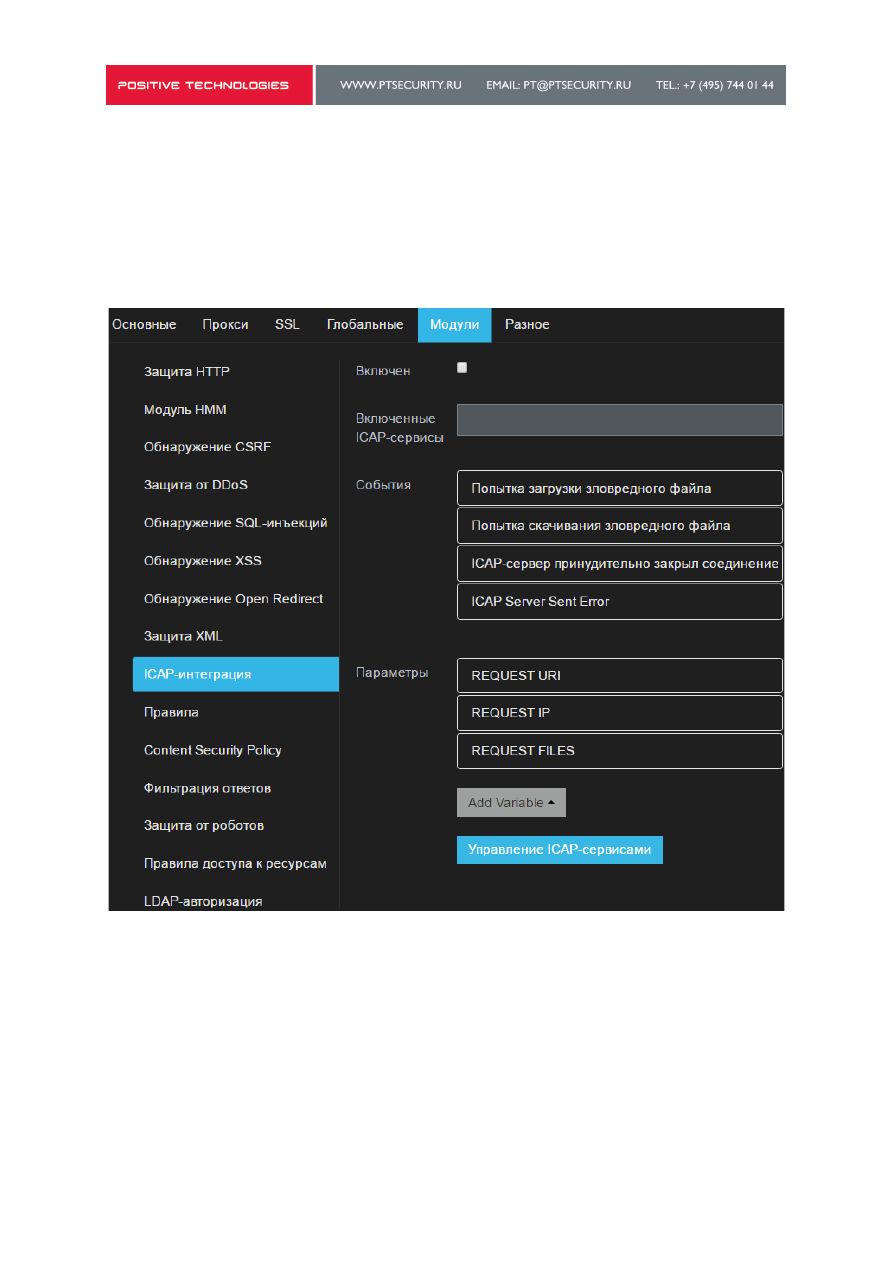 POSITIVE TECHNOLOGIES WWW.PTSECURITY.RU EMAIL: PT@PTSECURITY.RU TEL.: +7 (495) 744 01 44
Основные Прокси SSL Глобальные Модули Разное
Защита HTTP
Модуль HMM
Обнаружение CSRF
Защита от DDoS
Обнаружение SQL-инъекций
Обнаружение XSS
Обнаружение Open Redirect
Защита XML
ICAP-интеграция
Правила
Content Security Policy
Фильтрация ответов
Защита от роботов
Правила доступа к ресурсам
LDAP-авторизация
Включен
Включенные
ICAP-сервисы
События
Попытка загрузки зловредного файла
Попытка скачивания зловредного файла
ICAP-сервер принудительно закрыл соединение
ICAP Server Sent Error
Параметры
REQUEST URI
REQUEST IP
REQUEST FILES
Add Variable
Управление ICAP-сервисами